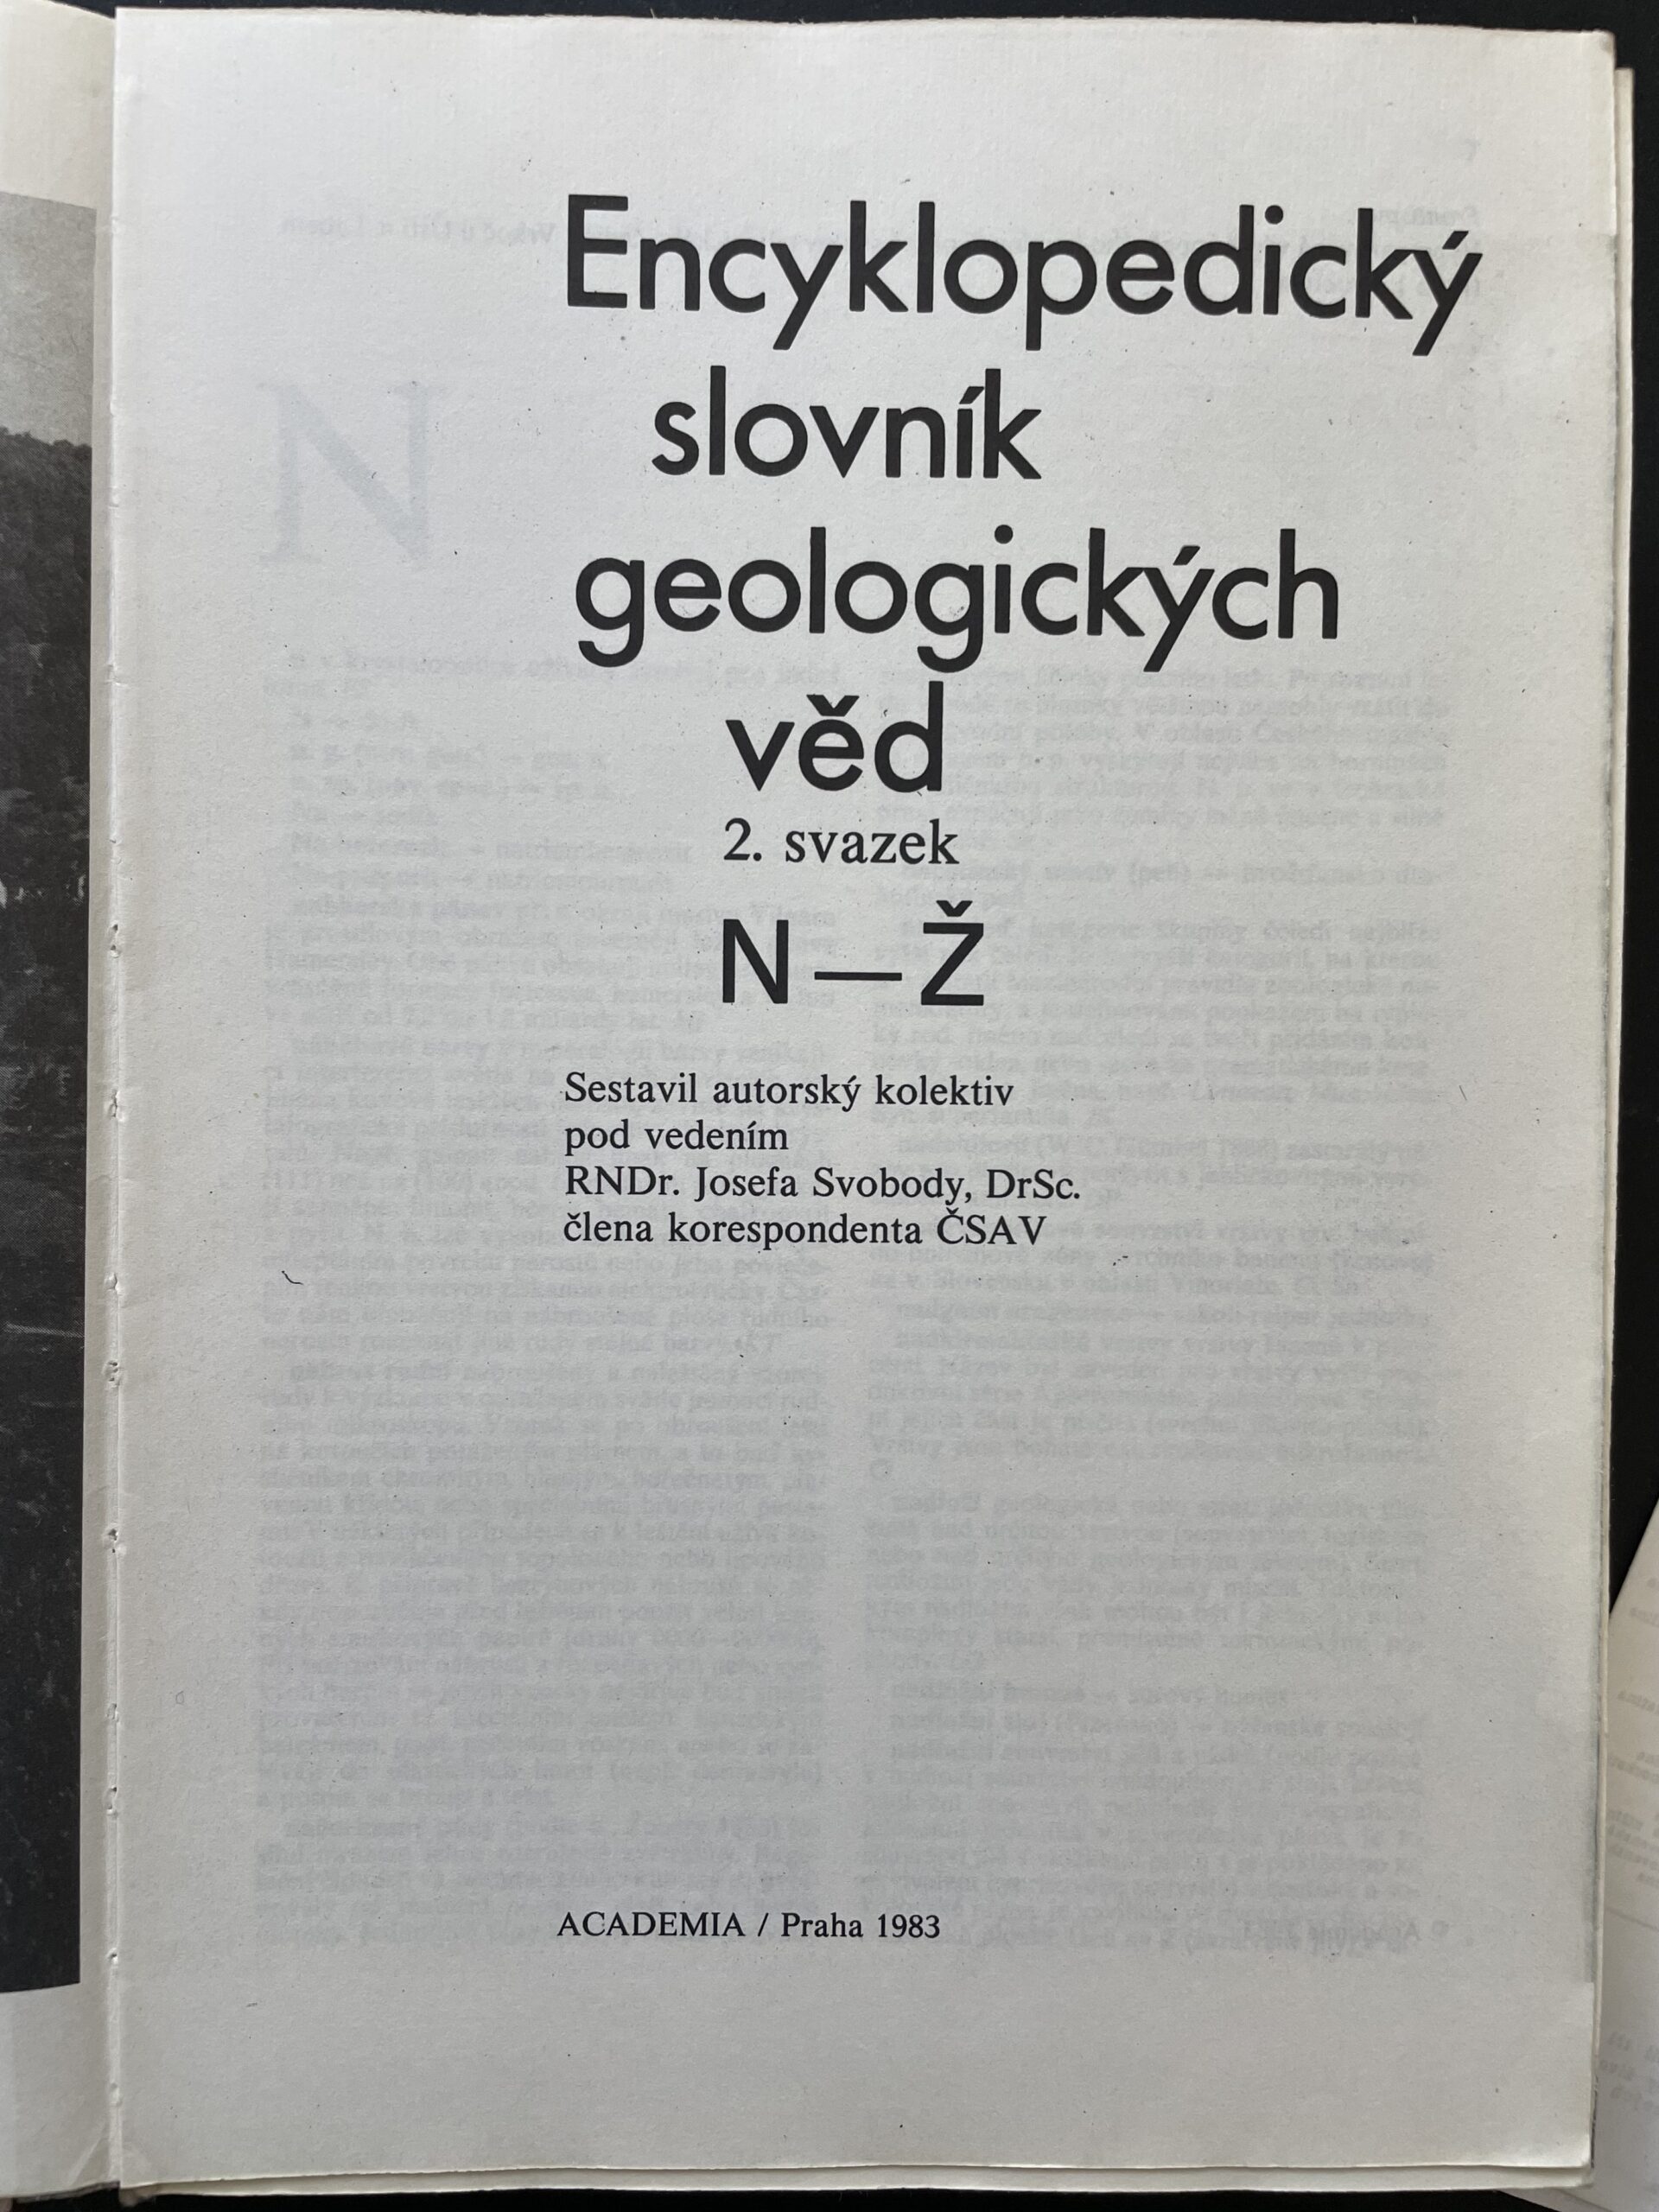 Encyklopedický
slovník
geologických
věd
2. svazek
N—Ž
Sestavil autorský kolektiv
pod vedením
RNDr. Josefa Svobody, DrSc.
člena korespondenta ČSAV
ACADEMIA / Praha 1983